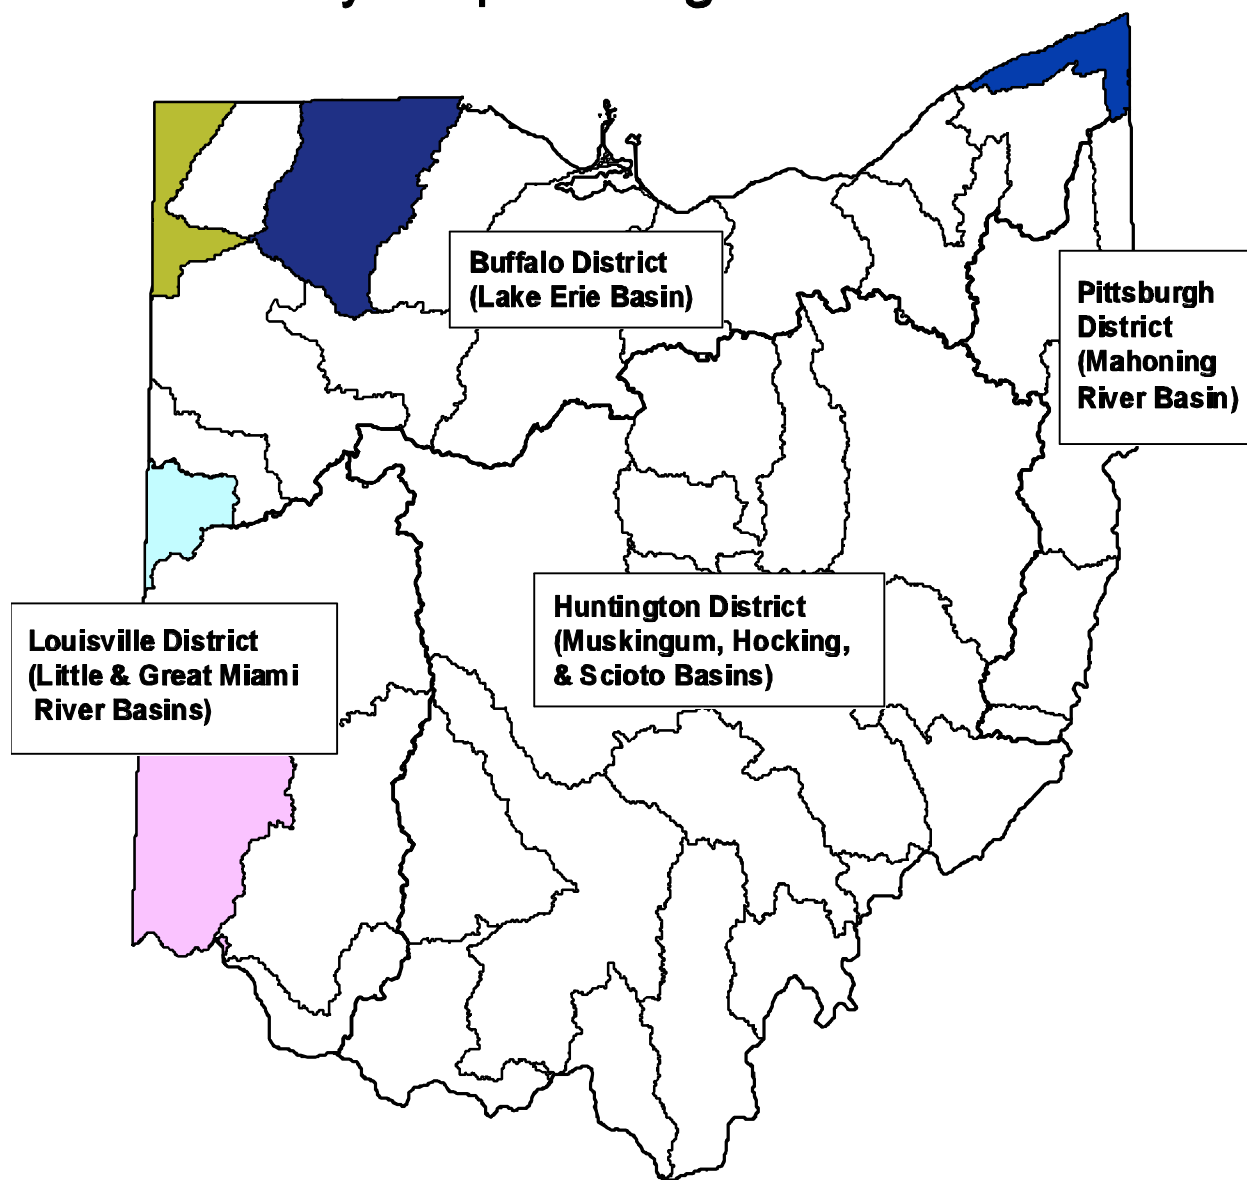 Buffalo District
(Lake Erie Basin)
Pittsburgh
District
(Mahoning
River Basin)
Huntington District
(Muskingum, Hocking,
& Scioto Basins)
Louisville District
(Little & Great Miami
River Basins)